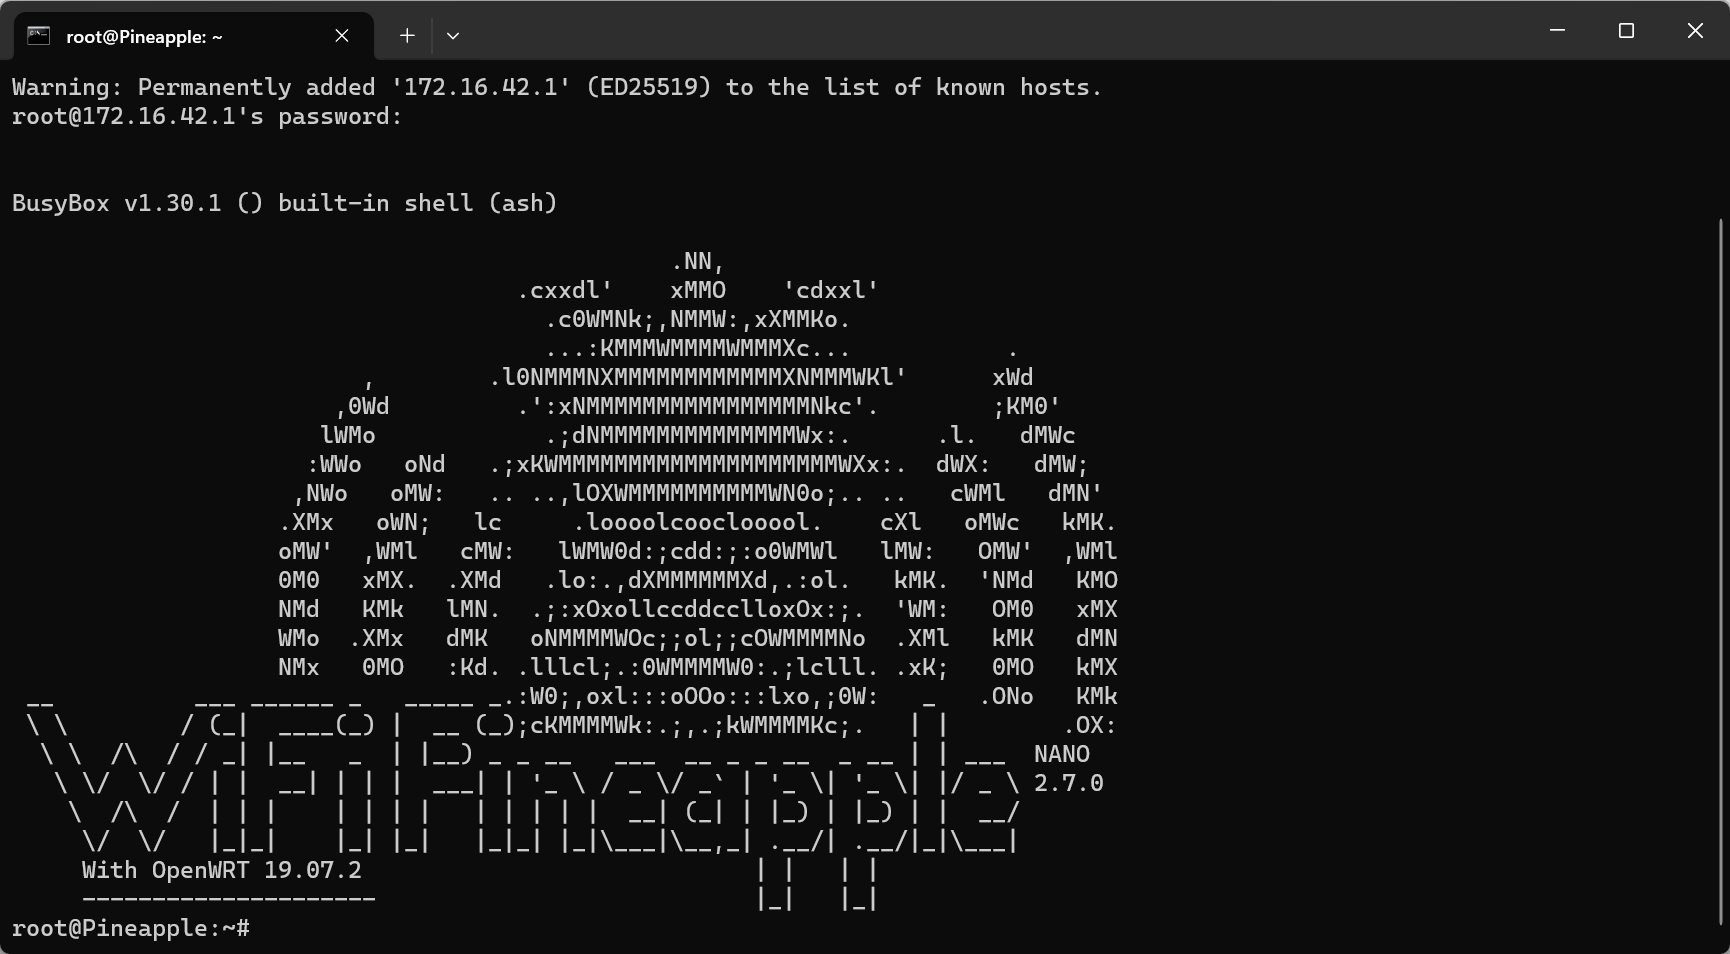 root@Pineapple: ~
Warning: Permanently added '172.16.42.1' (ED25519) to the list of known hosts.
root@172.16.42.1's password:
BusyBox v1.30.1 () built-in shell (ash)
                                               .NN,
                                    .cxxdl'    xMMO    'cdxxl'
                                      .c0WMNk;,NMMW:,xXMMKo.
                                      ...:KMMMWMMMMWMMMXc...           .
                         ,        .l0NMMMNXMMMMMMMMMMMMXNMMMWKl'      xWd
                       ,0Wd         .':xNMMMMMMMMMMMMMMMMNkc'.        ;KM0'
                      lWMo            .;dNMMMMMMMMMMMMMMWx:.      .l.   dMWc
                     :WWo   oNd   .;xKWMMMMMMMMMMMMMMMMMMMMWXx:.  dWX:   dMW;
                    ,NWo   oMW:   .. ..,lOXWMMMMMMMMMMWN0o;.. ..   cWMl   dMN'
                   .XMx   oWN;   lc     .loooolcooclooool.    cXl   oMWc   kMK.
                   oMW'  ,WMl   cMW:   lWMW0d:;cdd:;:o0WMWl   lMW:   OMW'  ,WMl
                   0M0   xMX.  .XMd   .lo:.,dXMMMMMMXd,.:ol.   kMK.  'NMd   KMO
                   NMd   KMk   lMN.  .;:xOxollccddcclloxOx:;.  'WM:   OM0   xMX
                   WMo  .XMx   dMK   oNMMMMWOc;;ol;;cOWMMMMNo  .XMl   kMK   dMN
                   NMx   0MO   :Kd. .lllcl;.:0WMMMMW0:.;lclll. .xK;   0MO   kMX
 __          ___ ______ _   _____ _.:W0;,oxl:::oOOo:::lxo,;0W:   _   .ONo   KMk
 \ \        / (_|  ____(_) |  __ (_);cKMMMMWk:.;,.;kWMMMMKc;.   | |        .OX:
  \ \  /\  / / _| |__   _  | |__) _ _ __   ___  __ _ _ __  _ __ | | ___  NANO
   \ \/  \/ / | |  __| | | |  ___| | '_ \ / _ \/ _` | '_ \| '_ \| |/ _ \ 2.7.0
    \  /\  /  | | |    | | | |   | | | | |  __| (_| | |_) | |_) | |  __/
     \/  \/   |_|_|    |_| |_|   |_|_| |_|\___|\__,_| .__/| .__/|_|\___|
     With OpenWRT 19.07.2                            | |   | |
     ---------------------                           |_|   |_|
root@Pineapple:~#